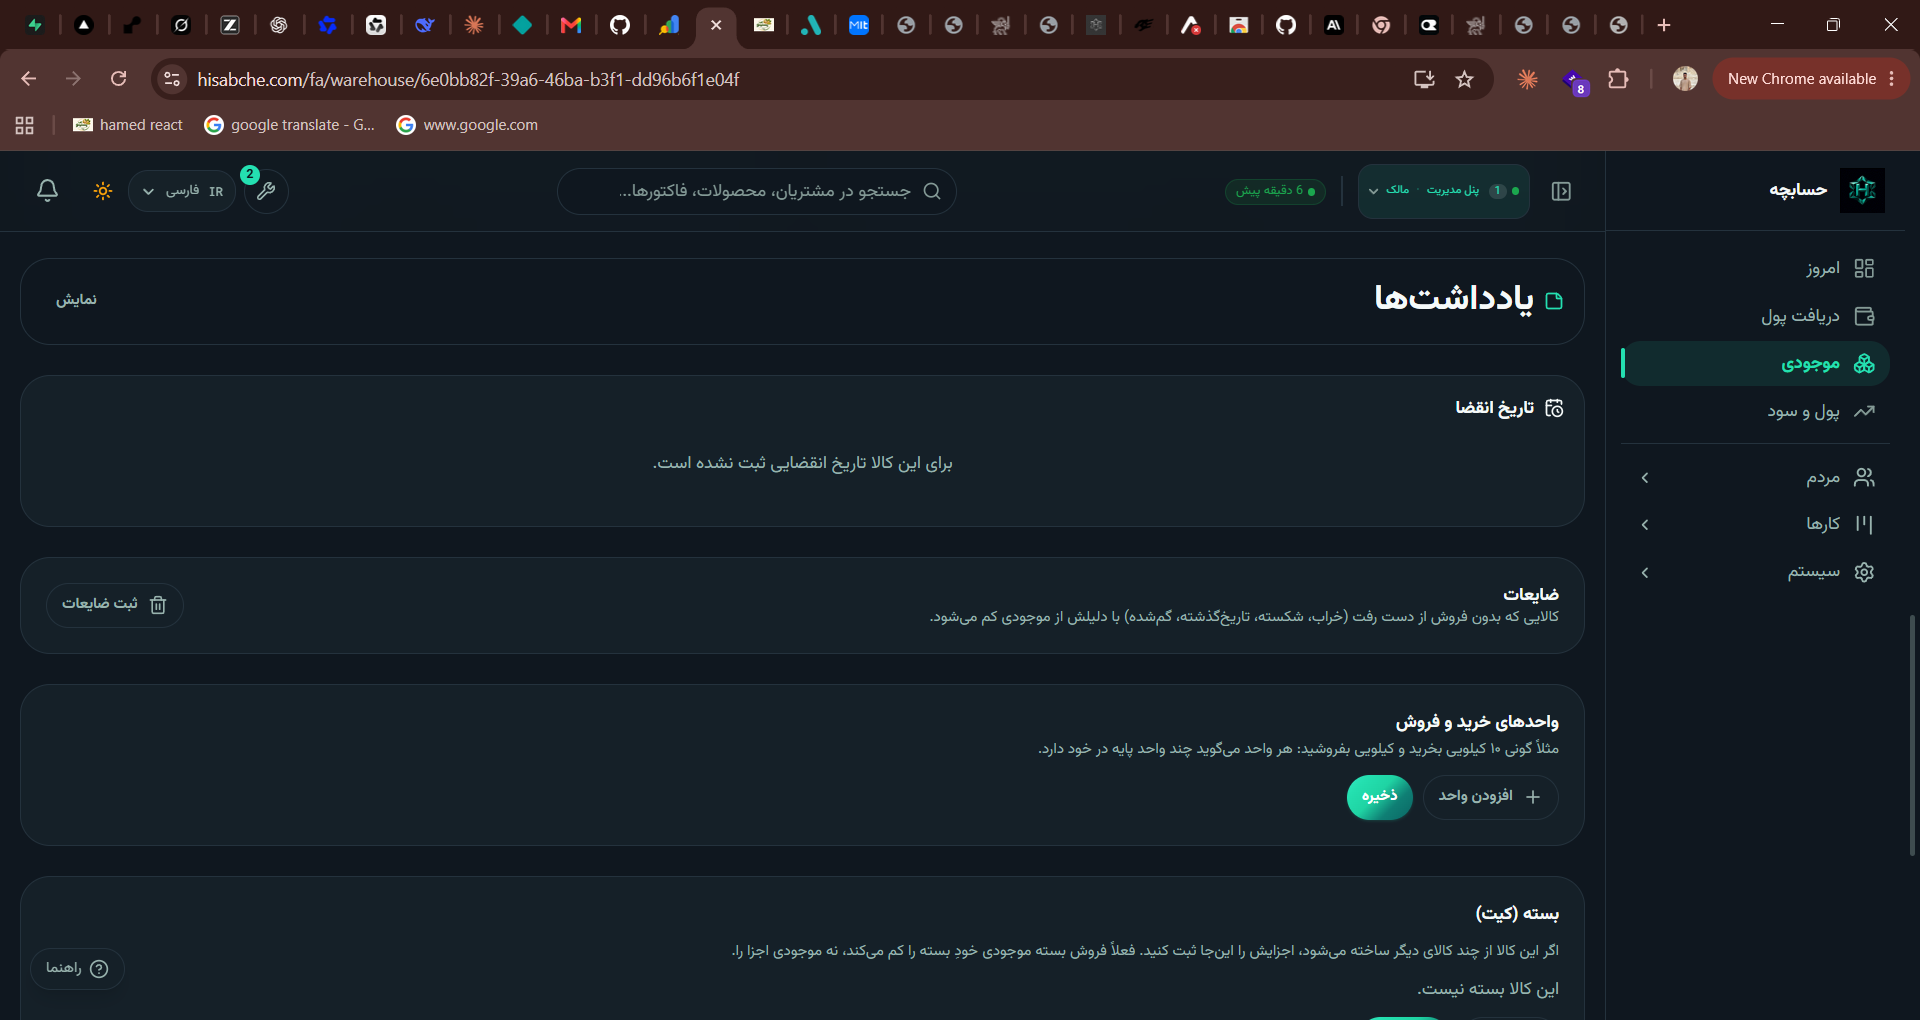 hisabche.com/fa/warehouse/6e0bb82f-39a6-46ba-b3f1-dd96b6f1e04f
8
New Chrome available
hamed react
google translate - G...
www.google.com
حسابچه
پنل مدیریت 1 · مالک
6 دقیقه پیش
جستجو در مشتریان، محصولات، فاکتورها...
2
IR فارسی
امروز
دریافت پول
موجودی
پول و سود
مردم
کارها
سیستم
یادداشت‌ها
نمایش
تاریخ انقضا
برای این کالا تاریخ انقضایی ثبت نشده است.
ضایعات
کالایی که بدون فروش از دست رفت (خراب، شکسته، تاریخ‌گذشته، گم‌شده) با دلیلش از موجودی کم می‌شود.
ثبت ضایعات
واحدهای خرید و فروش
مثلاً گونی ۱۰ کیلویی بخرید و کیلویی بفروشید: هر واحد می‌گوید چند واحد پایه در خود دارد.
افزودن واحد
ذخیره
بسته (کیت)
اگر این کالا از چند کالای دیگر ساخته می‌شود، اجزایش را این‌جا ثبت کنید. فعلاً فروش بسته موجودی خودِ بسته را کم می‌کند، نه موجودی اجزا را.
این کالا بسته نیست.
راهنما